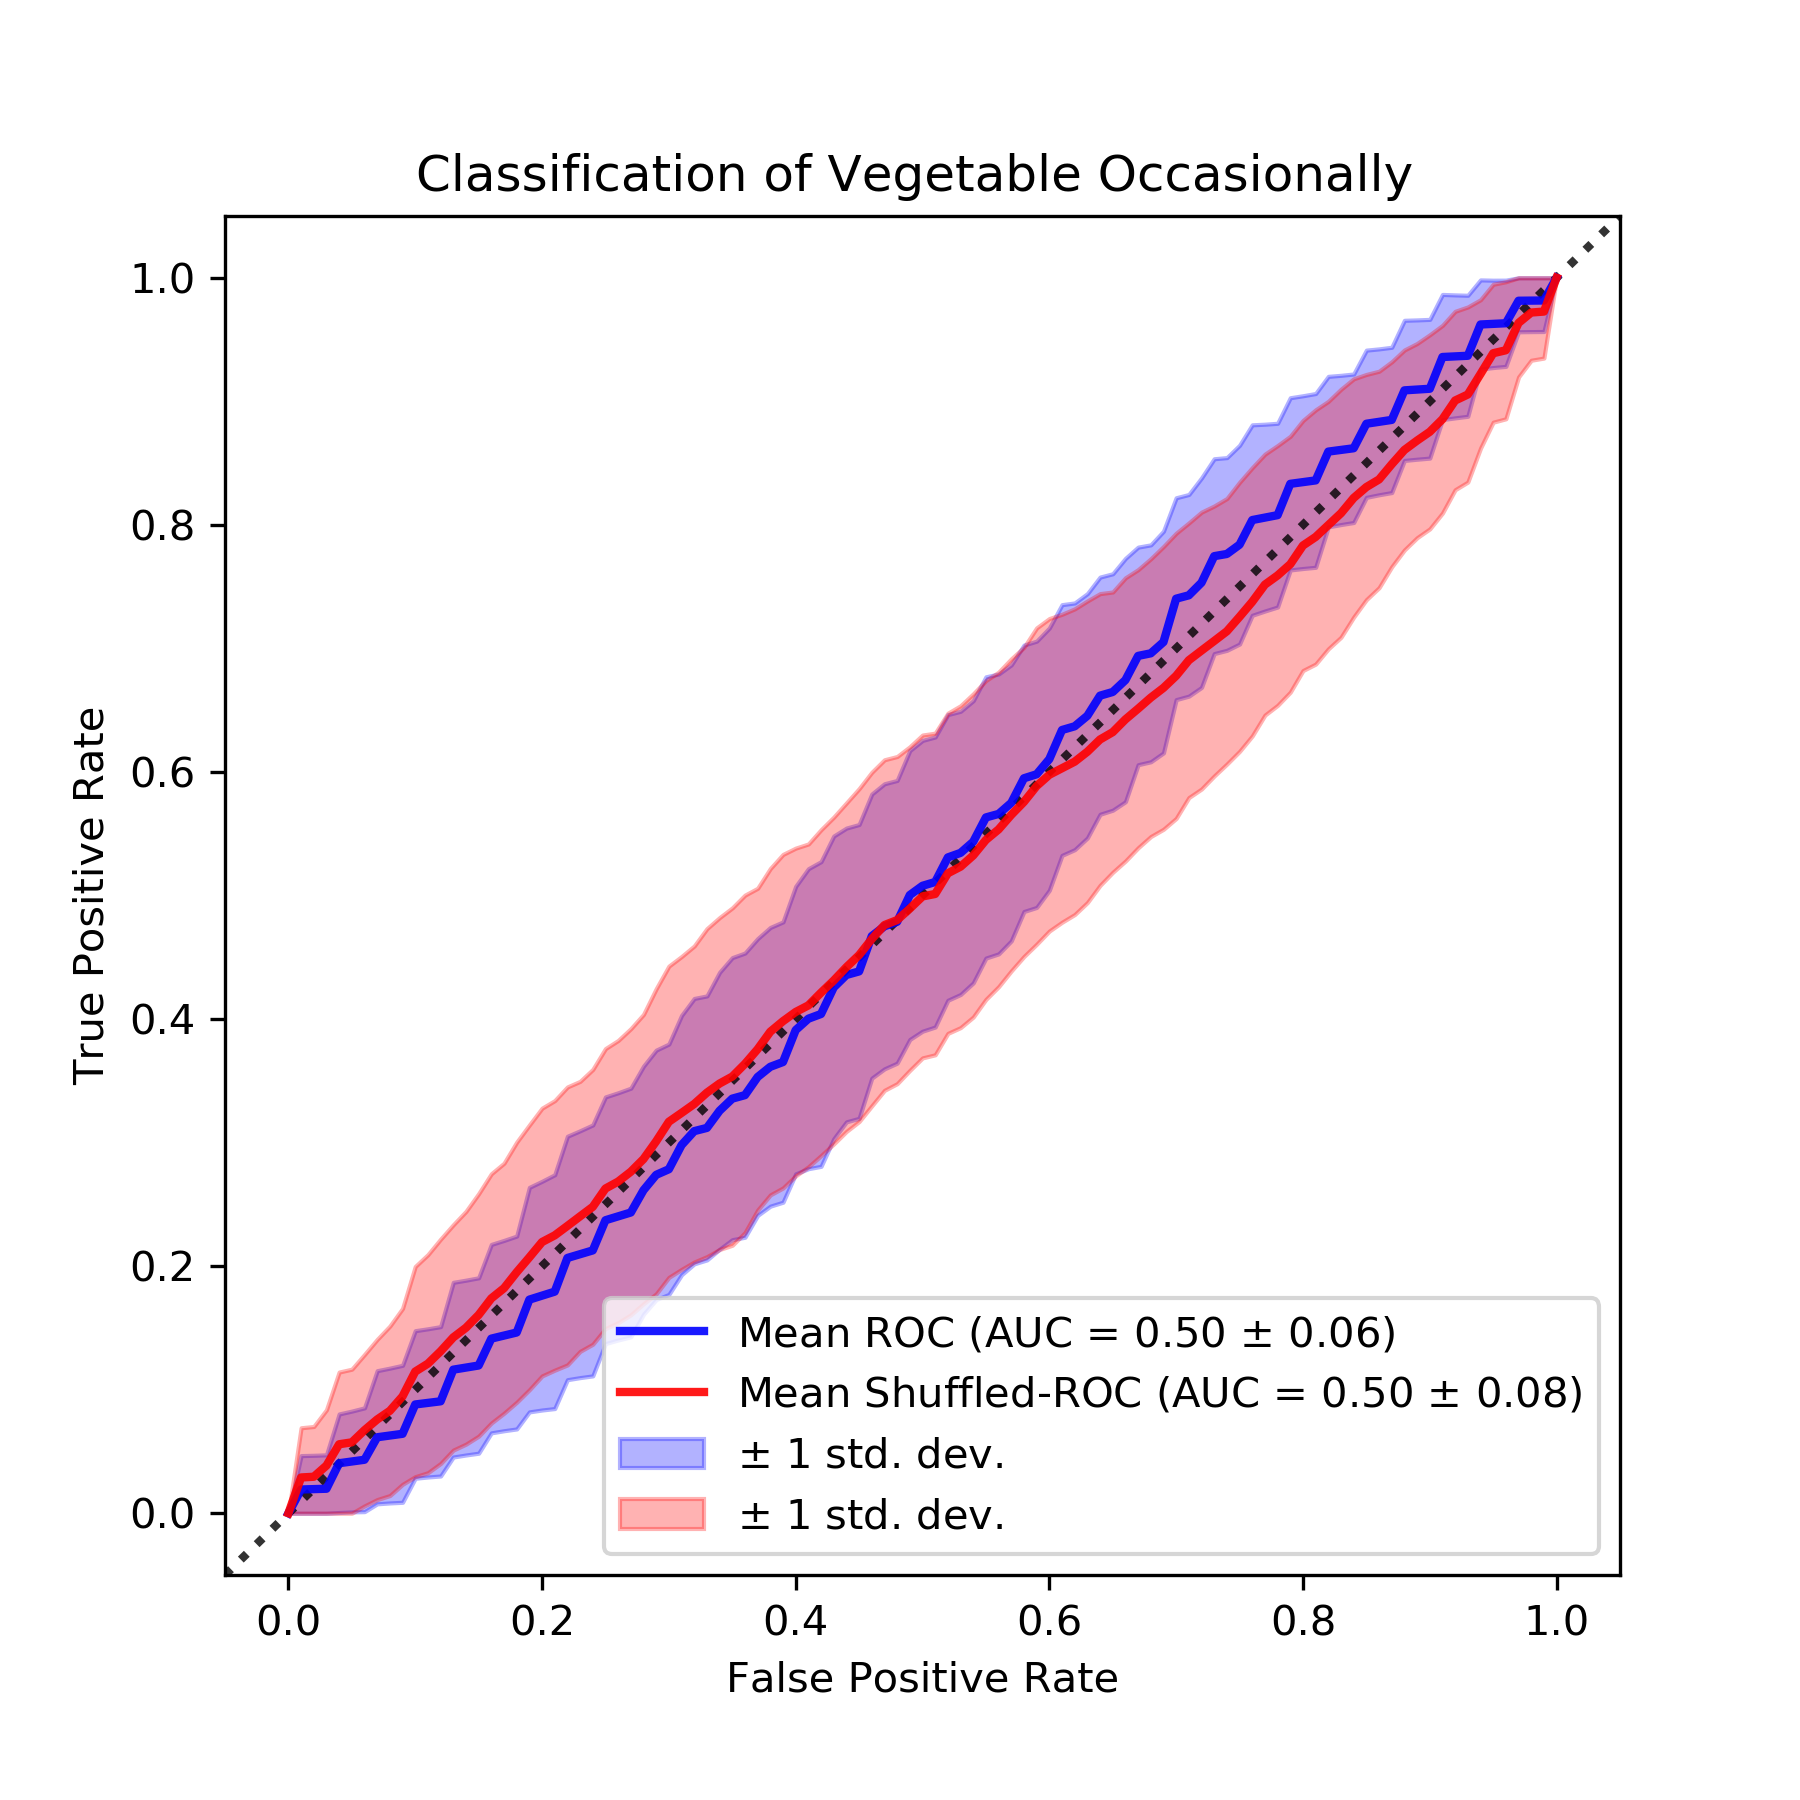 Classification of Vegetable Occasionally
1.0
0.8
0.6
0.4
0.2
0.0
True Positive Rate
Mean ROC (AUC = 0.50 ± 0.06)
Mean Shuffled-ROC (AUC = 0.50 ± 0.08)
± 1 std. dev.
± 1 std. dev.
0.0 0.2 0.4 0.6 0.8 1.0
False Positive Rate